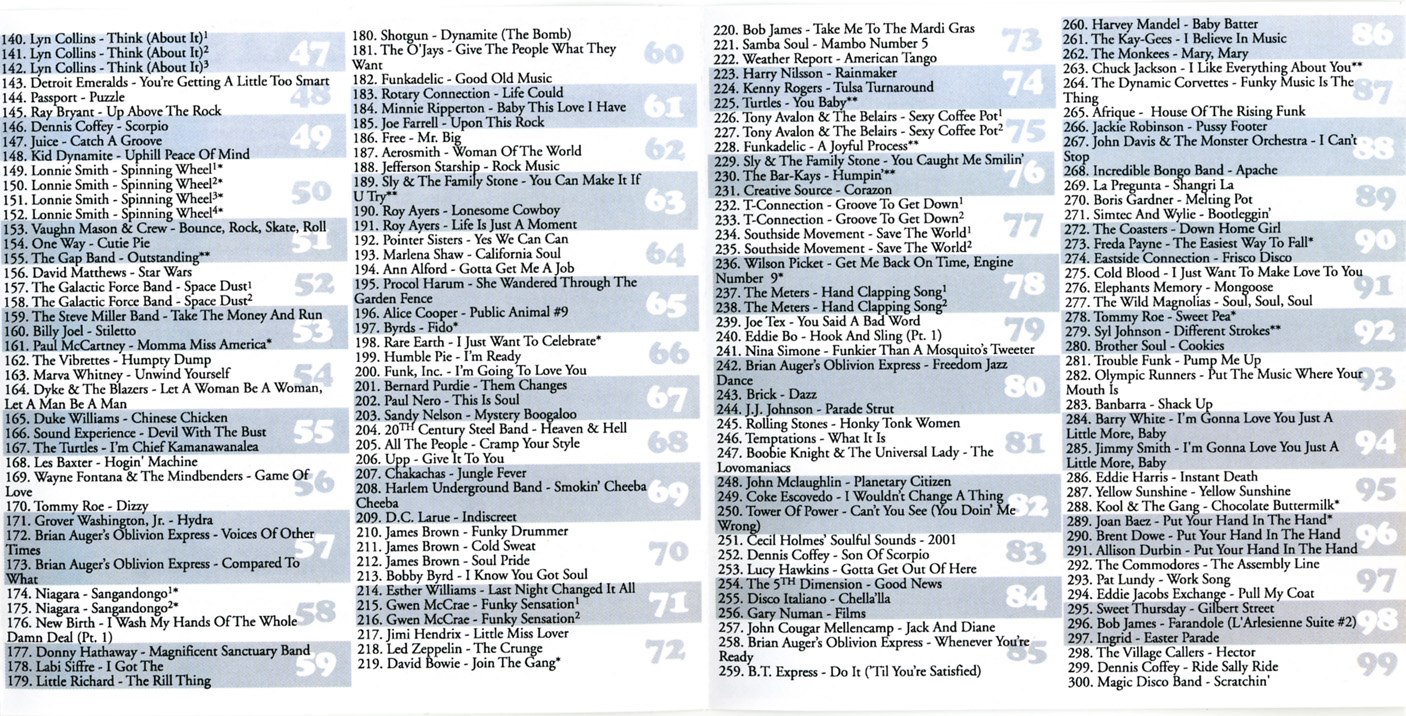 140. Lyn Collins - Think (About It)¹
141. Lyn Collins - Think (About It)²
142. Lyn Collins - Think (About It)³
47
143. Detroit Emeralds - You're Getting A Little Too Smart
144. Passport - Puzzle
145. Ray Bryant - Up Above The Rock
48
146. Dennis Coffey - Scorpio
147. Juice - Catch A Groove
148. Kid Dynamite - Uphill Peace Of Mind
49
149. Lonnie Smith - Spinning Wheel¹*
150. Lonnie Smith - Spinning Wheel²*
151. Lonnie Smith - Spinning Wheel³*
152. Lonnie Smith - Spinning Wheel⁴*
50
153. Vaughn Mason & Crew - Bounce, Rock, Skate, Roll
154. One Way - Cutie Pie
155. The Gap Band - Outstanding**
51
156. David Matthews - Star Wars
157. The Galactic Force Band - Space Dust¹
158. The Galactic Force Band - Space Dust²
52
159. The Steve Miller Band - Take The Money And Run
160. Billy Joel - Stiletto
161. Paul McCartney - Momma Miss America*
53
162. The Vibrettes - Humpty Dump
163. Marva Whitney - Unwind Yourself
164. Dyke & The Blazers - Let A Woman Be A Woman,
Let A Man Be A Man
54
165. Duke Williams - Chinese Chicken
166. Sound Experience - Devil With The Bust
167. The Turtles - I'm Chief Kamanawanalea
55
168. Les Baxter - Hogin' Machine
169. Wayne Fontana & The Mindbenders - Game Of
Love
170. Tommy Roe - Dizzy
56
171. Grover Washington, Jr. - Hydra
172. Brian Auger's Oblivion Express - Voices Of Other
Times
173. Brian Auger's Oblivion Express - Compared To
What
57
174. Niagara - Sangandongo¹*
175. Niagara - Sangandongo²*
176. New Birth - I Wash My Hands Of The Whole
Damn Deal (Pt. 1)
58
177. Donny Hathaway - Magnificent Sanctuary Band
178. Labi Siffre - I Got The
179. Little Richard - The Rill Thing
59
180. Shotgun - Dynamite (The Bomb)
181. The O'Jays - Give The People What They
Want
182. Funkadelic - Good Old Music
60
183. Rotary Connection - Life Could
184. Minnie Ripperton - Baby This Love I Have
185. Joe Farrell - Upon This Rock
61
186. Free - Mr. Big
187. Aerosmith - Woman Of The World
188. Jefferson Starship - Rock Music
62
189. Sly & The Family Stone - You Can Make It If
U Try**
190. Roy Ayers - Lonesome Cowboy
191. Roy Ayers - Life Is Just A Moment
63
192. Pointer Sisters - Yes We Can Can
193. Marlena Shaw - California Soul
194. Ann Alford - Gotta Get Me A Job
64
195. Procol Harum - She Wandered Through The
Garden Fence
196. Alice Cooper - Public Animal #9
197. Byrds - Fido*
65
198. Rare Earth - I Just Want To Celebrate*
199. Humble Pie - I'm Ready
200. Funk, Inc. - I'm Going To Love You
66
201. Bernard Purdie - Them Changes
202. Paul Nero - This Is Soul
203. Sandy Nelson - Mystery Boogaloo
67
204. 20TH Century Steel Band - Heaven & Hell
205. All The People - Cramp Your Style
206. Upp - Give It To You
68
207. Chakachas - Jungle Fever
208. Harlem Underground Band - Smokin' Cheeba
Cheeba
209. D.C. Larue - Indiscreet
69
210. James Brown - Funky Drummer
211. James Brown - Cold Sweat
212. James Brown - Soul Pride
213. Bobby Byrd - I Know You Got Soul
70
214. Esther Williams - Last Night Changed It All
215. Gwen McCrae - Funky Sensation¹
216. Gwen McCrae - Funky Sensation²
71
217. Jimi Hendrix - Little Miss Lover
218. Led Zeppelin - The Crunge
219. David Bowie - Join The Gang*
72
220. Bob James - Take Me To The Mardi Gras
221. Samba Soul - Mambo Number 5
222. Weather Report - American Tango
73
223. Harry Nilsson - Rainmaker
224. Kenny Rogers - Tulsa Turnaround
225. Turtles - You Baby**
74
226. Tony Avalon & The Belairs - Sexy Coffee Pot¹
227. Tony Avalon & The Belairs - Sexy Coffee Pot²
228. Funkadelic - A Joyful Process**
75
229. Sly & The Family Stone - You Caught Me Smilin'
230. The Bar-Kays - Humpin'**
231. Creative Source - Corazon
76
232. T-Connection - Groove To Get Down¹
233. T-Connection - Groove To Get Down²
234. Southside Movement - Save The World¹
235. Southside Movement - Save The World²
77
236. Wilson Picket - Get Me Back On Time, Engine
Number 9*
237. The Meters - Hand Clapping Song¹
238. The Meters - Hand Clapping Song²
78
239. Joe Tex - You Said A Bad Word
240. Eddie Bo - Hook And Sling (Pt. 1)
241. Nina Simone - Funkier Than A Mosquito's Tweeter
79
242. Brian Auger's Oblivion Express - Freedom Jazz
Dance
243. Brick - Dazz
244. J.J. Johnson - Parade Strut
80
245. Rolling Stones - Honky Tonk Women
246. Temptations - What It Is
247. Boobie Knight & The Universal Lady - The
Lovomaniacs
81
248. John Mclaughlin - Planetary Citizen
249. Coke Escovedo - I Wouldn't Change A Thing
250. Tower Of Power - Can't You See (You Doin' Me
Wrong)
82
251. Cecil Holmes' Soulful Sounds - 2001
252. Dennis Coffey - Son Of Scorpio
253. Lucy Hawkins - Gotta Get Out Of Here
83
254. The 5TH Dimension - Good News
255. Disco Italiano - Chella'lla
256. Gary Numan - Films
84
257. John Cougar Mellencamp - Jack And Diane
258. Brian Auger's Oblivion Express - Whenever You're
Ready
259. B.T. Express - Do It ('Til You're Satisfied)
85
260. Harvey Mandel - Baby Batter
261. The Kay-Gees - I Believe In Music
262. The Monkees - Mary, Mary
86
263. Chuck Jackson - I Like Everything About You**
264. The Dynamic Corvettes - Funky Music Is The
Thing
265. Afrique - House Of The Rising Funk
87
266. Jackie Robinson - Pussy Footer
267. John Davis & The Monster Orchestra - I Can't
Stop
268. Incredible Bongo Band - Apache
88
269. La Pregunta - Shangri La
270. Boris Gardner - Melting Pot
271. Simtec And Wylie - Bootleggin'
89
272. The Coasters - Down Home Girl
273. Freda Payne - The Easiest Way To Fall*
274. Eastside Connection - Frisco Disco
90
275. Cold Blood - I Just Want To Make Love To You
276. Elephants Memory - Mongoose
277. The Wild Magnolias - Soul, Soul, Soul
91
278. Tommy Roe - Sweet Pea*
279. Syl Johnson - Different Strokes**
280. Brother Soul - Cookies
92
281. Trouble Funk - Pump Me Up
282. Olympic Runners - Put The Music Where Your
Mouth Is
283. Banbarra - Shack Up
93
284. Barry White - I'm Gonna Love You Just A
Little More, Baby
285. Jimmy Smith - I'm Gonna Love You Just A
Little More, Baby
94
286. Eddie Harris - Instant Death
287. Yellow Sunshine - Yellow Sunshine
288. Kool & The Gang - Chocolate Buttermilk*
95
289. Joan Baez - Put Your Hand In The Hand*
290. Brent Dowe - Put Your Hand In The Hand
291. Allison Durbin - Put Your Hand In The Hand
96
292. The Commodores - The Assembly Line
293. Pat Lundy - Work Song
294. Eddie Jacobs Exchange - Pull My Coat
97
295. Sweet Thursday - Gilbert Street
296. Bob James - Farandole (L'Arlesienne Suite #2)
297. Ingrid - Easter Parade
98
298. The Village Callers - Hector
299. Dennis Coffey - Ride Sally Ride
300. Magic Disco Band - Scratchin'
99